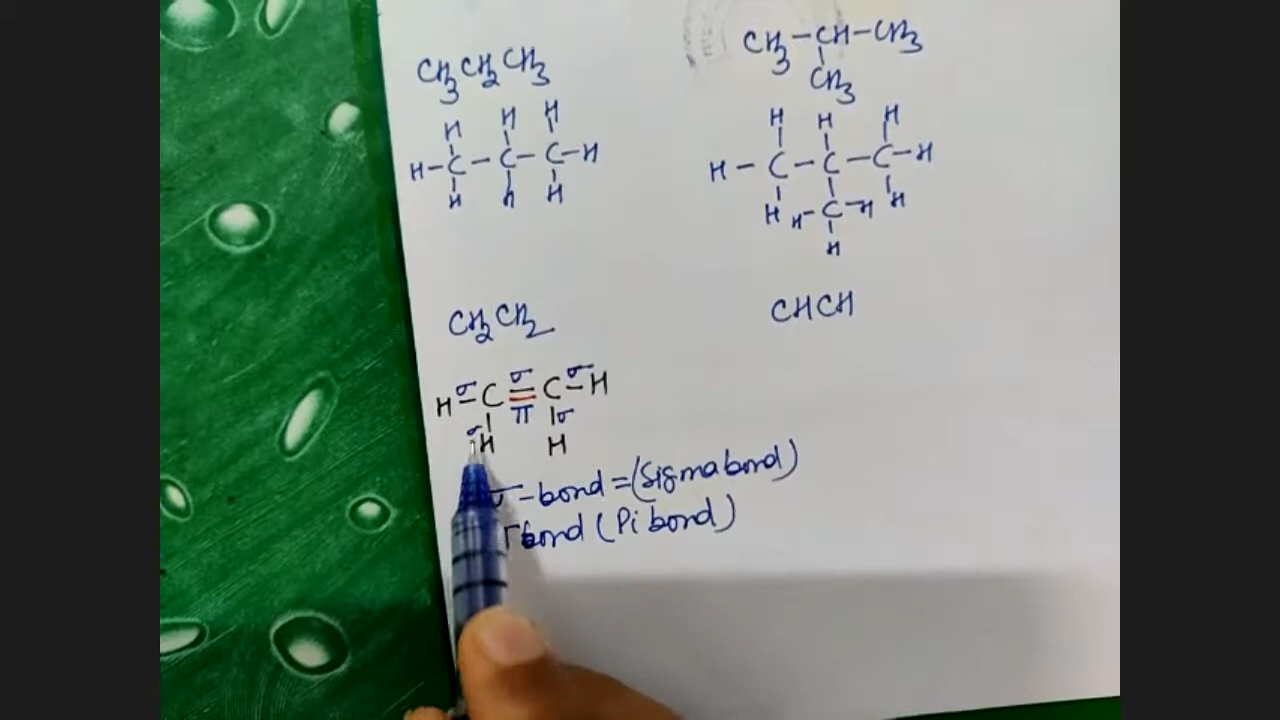 CH3CH2CH3
H H H
H-C-C-C-H
H H H
CH3-CH-CH3
CH3
H H H
H-C-C-C-H
H H-C-H H
H
CH2CH2
σ σ σ
H-C=C-H
π
σ σ
H H
σ-bond=(Sigma bond)
bond (Pi bond)
CHCH